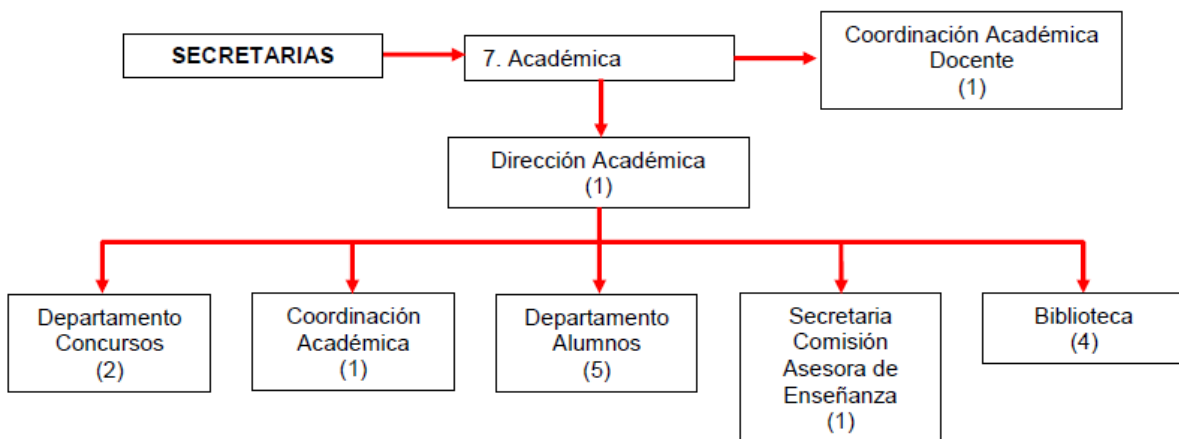 SECRETARIAS
7. Académica
Coordinación Académica
Docente
(1)
Dirección Académica
(1)
Departamento
Concursos
(2)
Coordinación
Académica
(1)
Departamento
Alumnos
(5)
Secretaria
Comisión
Asesora de
Enseñanza
(1)
Biblioteca
(4)